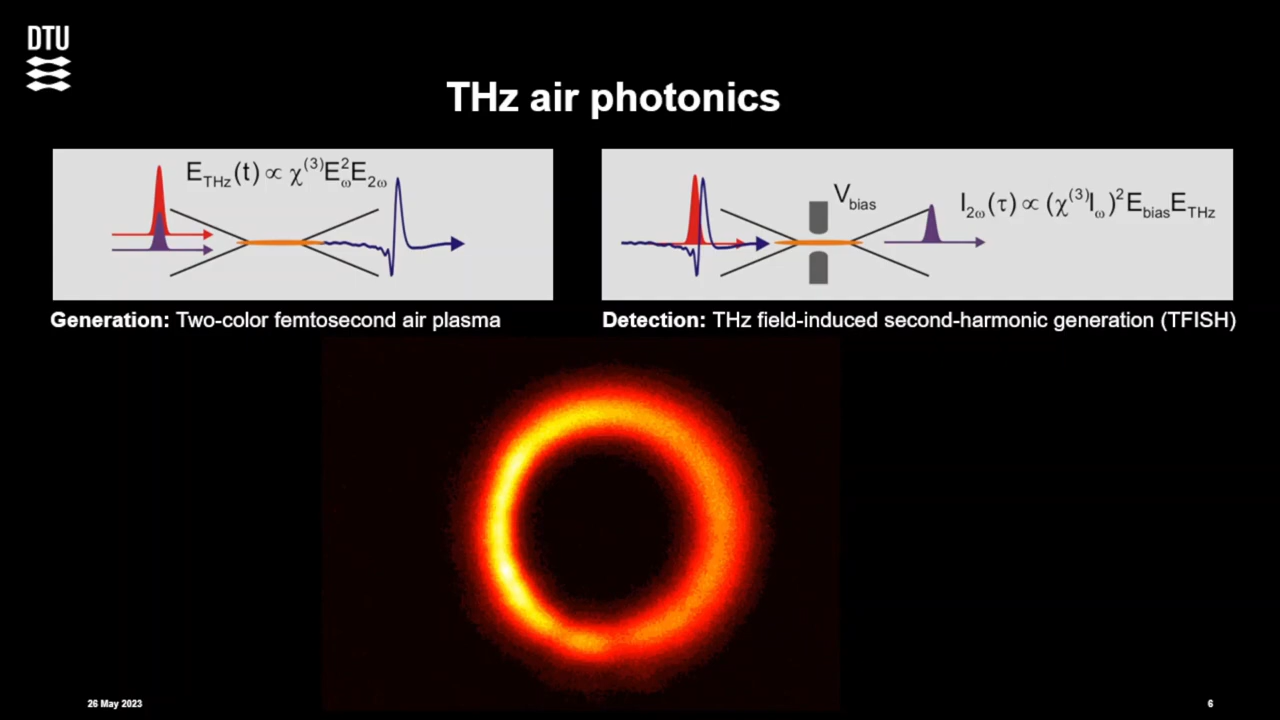 DTU
THz air photonics
E_THz(t) ∝ χ^(3)E_ω^2E_2ω
V_bias
I_2ω(τ) ∝ (χ^(3)I_ω)^2E_biasE_THz
Generation: Two-color femtosecond air plasma
Detection: THz field-induced second-harmonic generation (TFISH)
26 May 2023
6